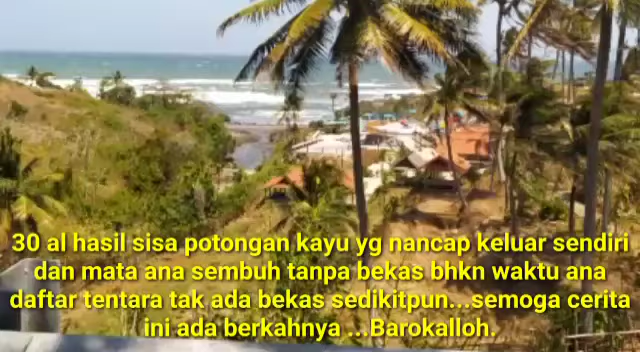 30 al hasil sisa potongan kayu yg nancap keluar sendiri
dan mata ana sembuh tanpa bekas bhkn waktu ana
daftar tentara tak ada bekas sedikitpun...semoga cerita
ini ada berkahnya ...Barokalloh.